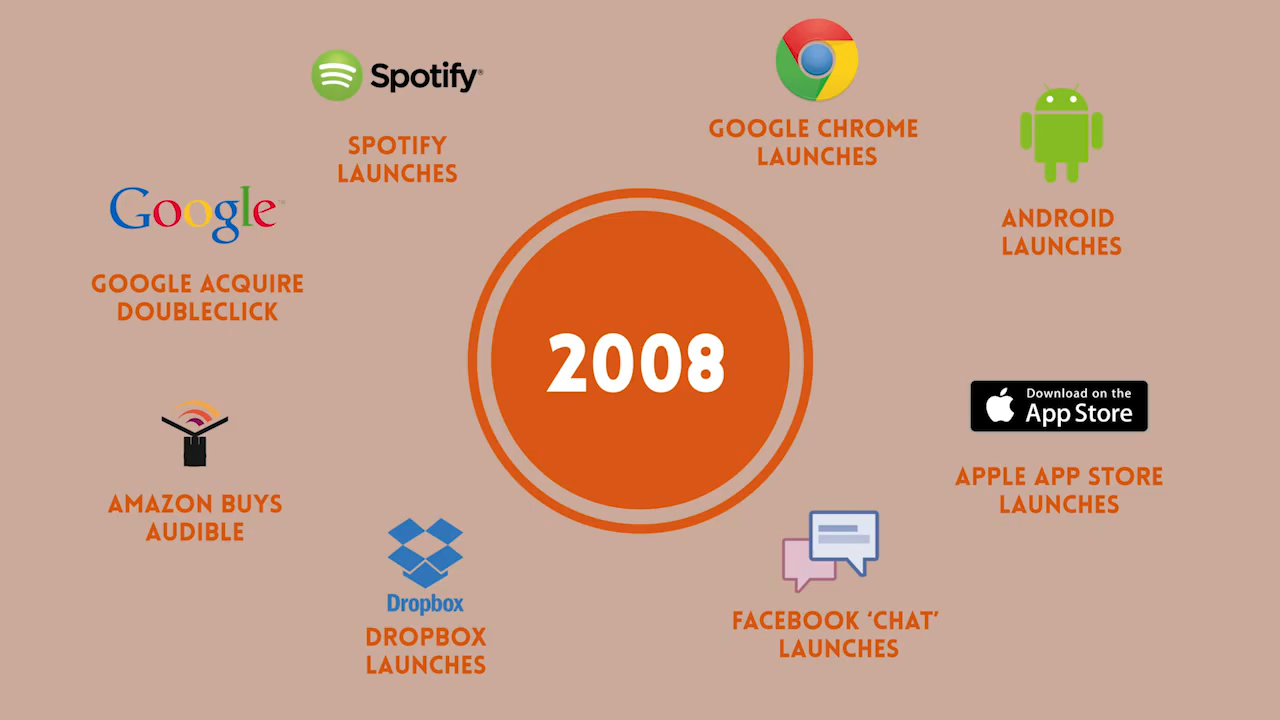 Spotify®
SPOTIFY
LAUNCHES
GOOGLE CHROME
LAUNCHES
ANDROID
LAUNCHES
Google™
GOOGLE ACQUIRE
DOUBLECLICK
2008
Download on the
App Store
APPLE APP STORE
LAUNCHES
AMAZON BUYS
AUDIBLE
Dropbox
DROPBOX
LAUNCHES
FACEBOOK ‘CHAT’
LAUNCHES